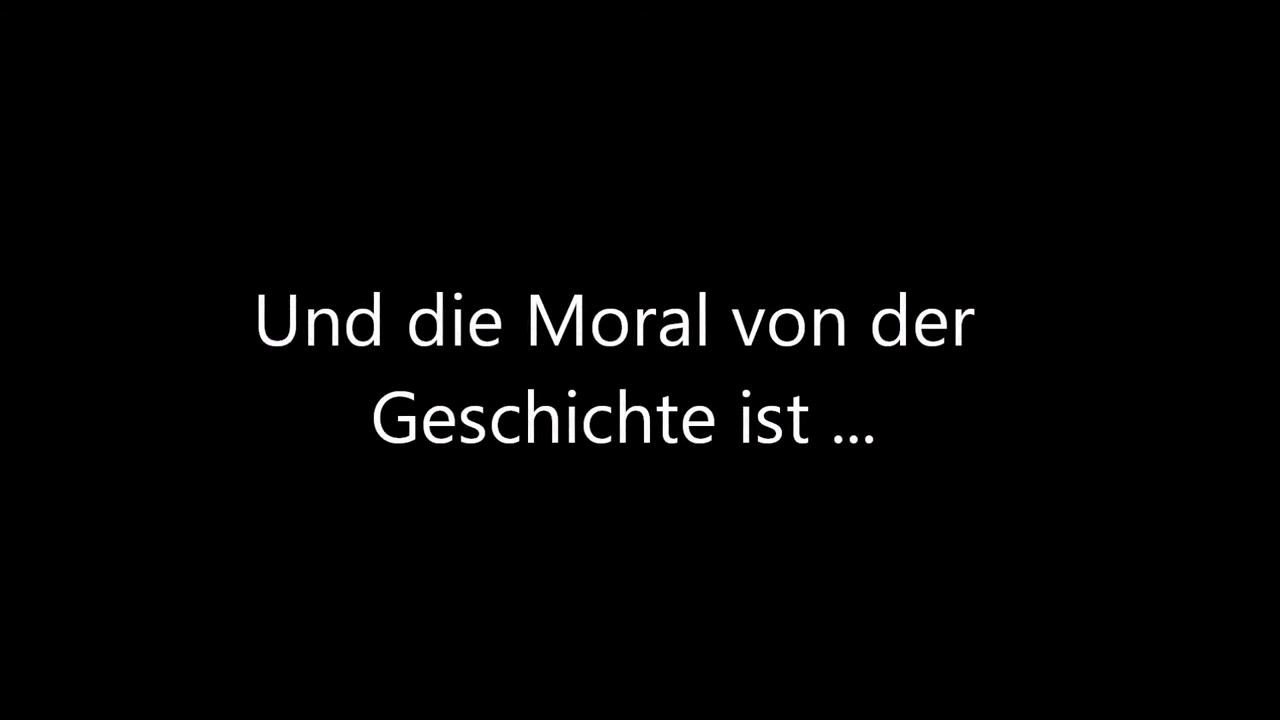 Und die Moral von der
Geschichte ist ...